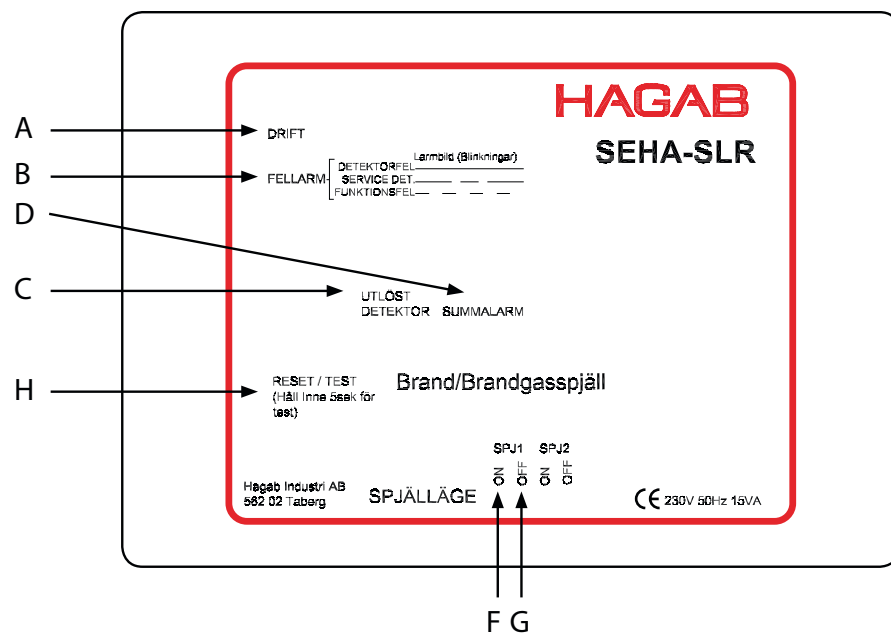 HAGAB
SEHA-SLR
A
DRIFT
Larmbild (Blinkningar)
B
FELLARM
DETEKTORFEL
SERVICE DET.
FUNKTIONSFEL
D
C
UTLÖST
DETEKTOR SUMMALARM
H
RESET / TEST
(Håll Inne 5sek för
test)
Brand/Brandgasspjäll
SPJ1 SPJ2
ON OFF ON OFF
Hagab Industri AB
562 02 Taberg
SPJÄLLÄGE
CE 230V 50Hz 15VA
F G